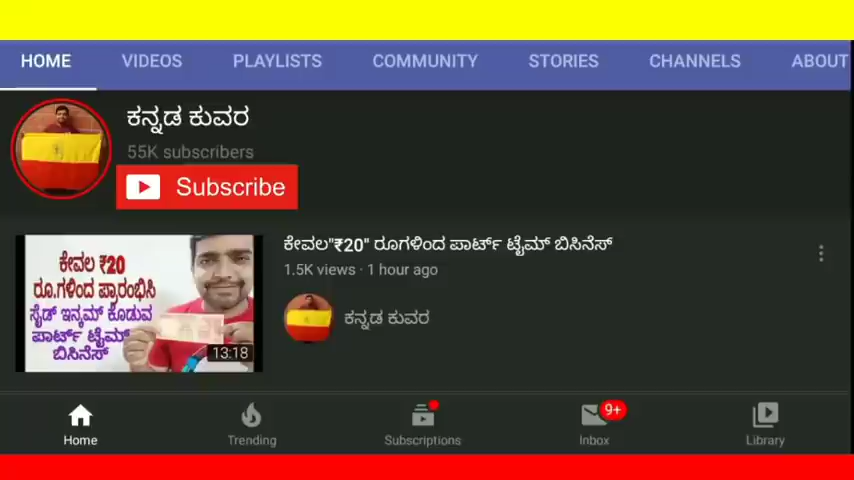 HOME VIDEOS PLAYLISTS COMMUNITY STORIES CHANNELS ABOUT
ಕನ್ನಡ ಕುವರ
55K subscribers
Subscribe
ಕೇವಲ"₹20" ರೂಗಳಿಂದ ಪಾರ್ಟ್ ಟೈಮ್ ಬಿಸಿನೆಸ್
1.5K views · 1 hour ago
ಕನ್ನಡ ಕುವರ
ಕೇವಲ ₹20
ರೂ.ಗಳಿಂದ ಪ್ರಾರಂಭಿಸಿ
ಸೈಡ್ ಇನ್ಕಮ್ ಕೊಡುವ
ಪಾರ್ಟ್ ಟೈಮ್
ಬಿಸಿನೆಸ್
13:18
9+
Home Trending Subscriptions Inbox Library